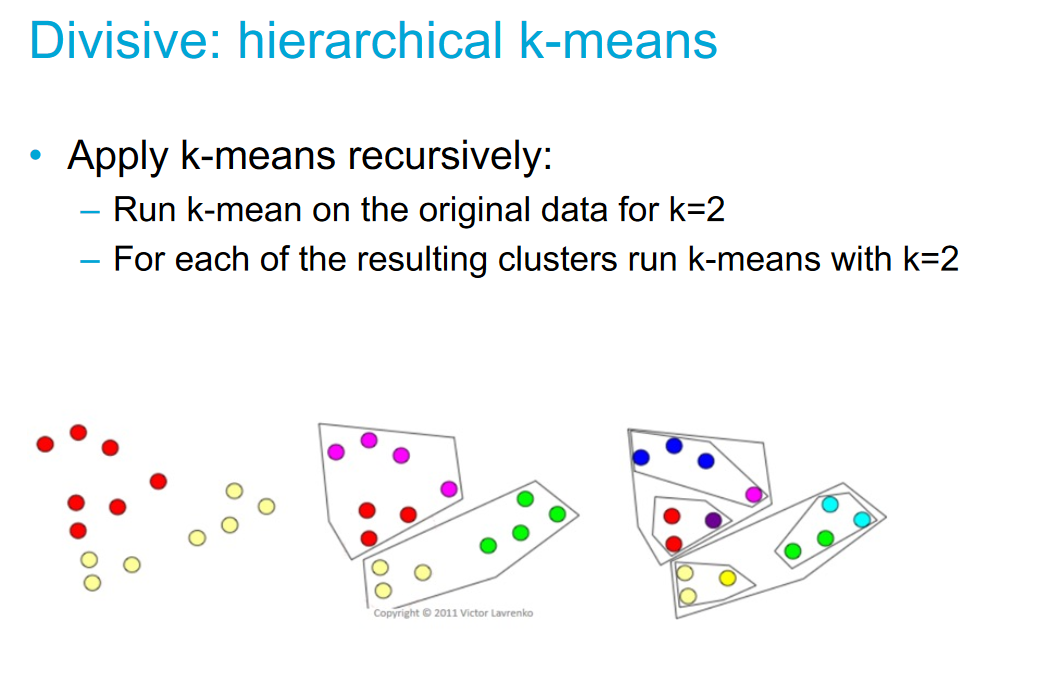 Divisive: hierarchical k-means
• Apply k-means recursively:
– Run k-mean on the original data for k=2
– For each of the resulting clusters run k-means with k=2
Copyright © 2011 Victor Lavrenko